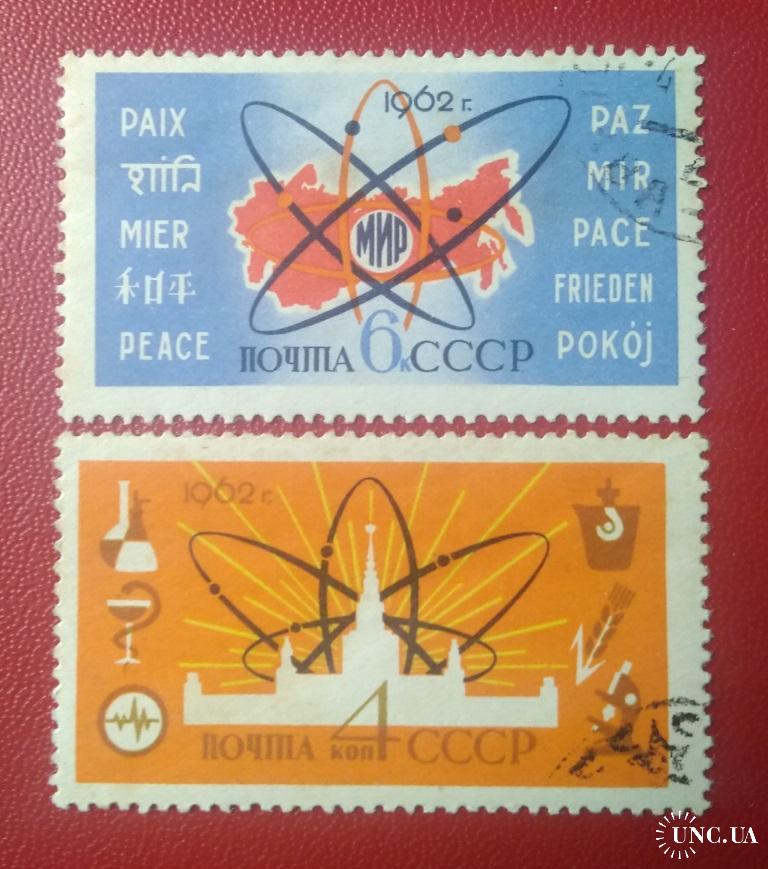 1962 г.
PAIX
शांति
MIER
和日平
PEACE
PAZ
MIR
PACE
FRIEDEN
POKÓJ
МИР
ПОЧТА 6к СССР
1962 г.
ПОЧТА коп 4 СССР
UNC.UA